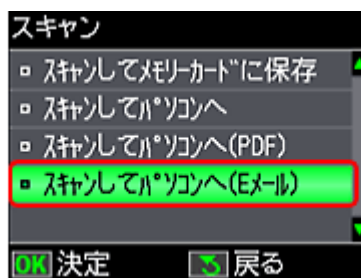 スキャン
スキャンしてメモリーカードに保存
スキャンしてパソコンへ
スキャンしてパソコンへ(PDF)
スキャンしてパソコンへ(Eメール)
OK 決定 戻る